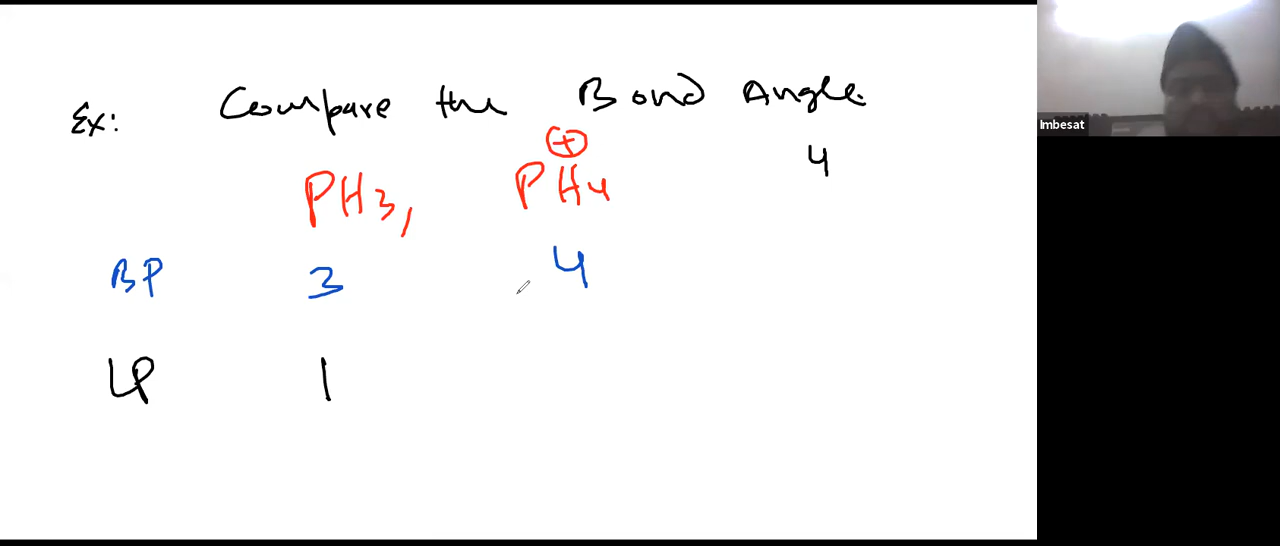 Ex: Compare the Bond Angle.
4
PH3, PH4⊕
BP 3 4
LP 1
Imbesat